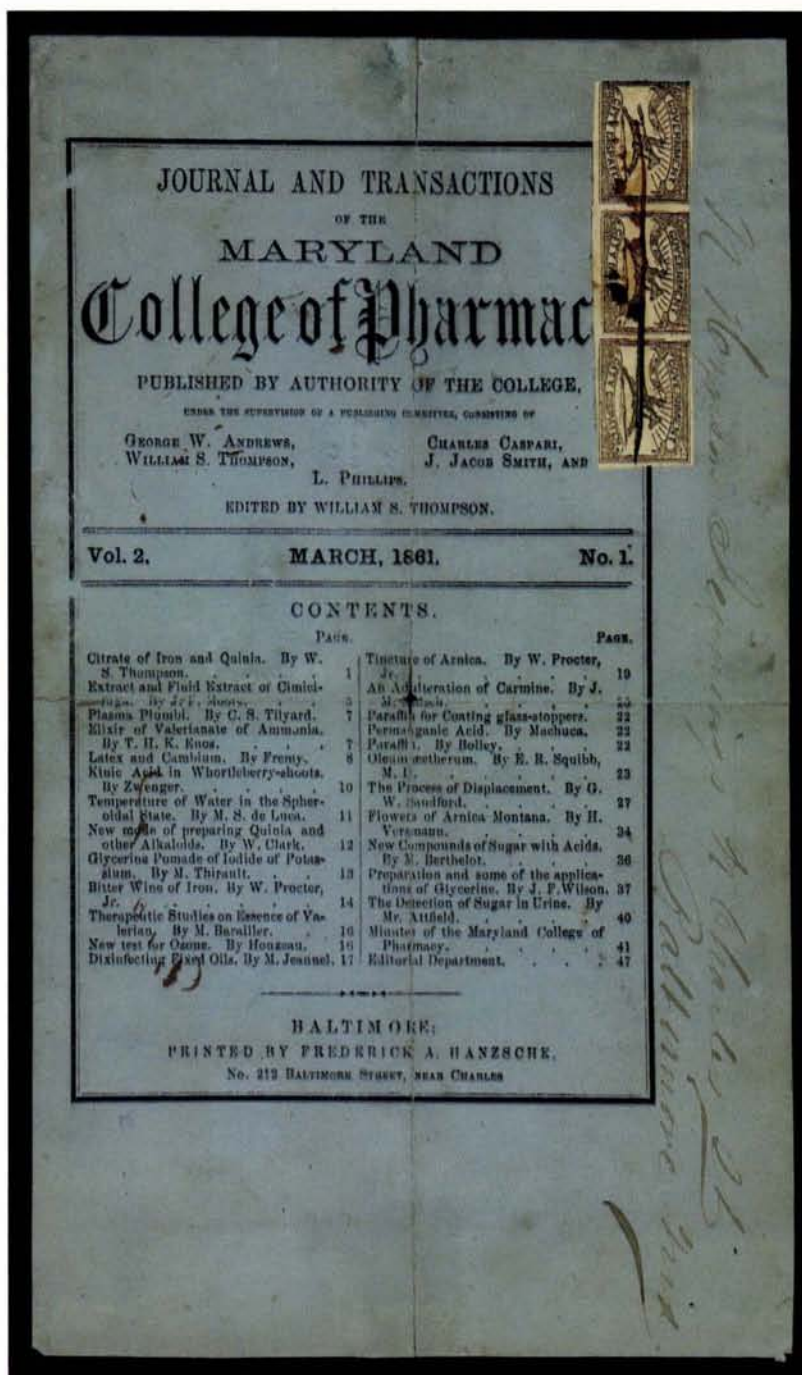 JOURNAL AND TRANSACTIONS
OF THE
MARYLAND
College of Pharmac
PUBLISHED BY AUTHORITY OF THE COLLEGE,
UNDER THE SUPERVISION OF A PUBLISHING COMMITTEE, CONSISTING OF
GEORGE W. ANDREWS,
WILLIAM S. THOMPSON,
CHARLES CASPARI,
J. JACOB SMITH, AND
L. PHILLIPS.
EDITED BY WILLIAM S. THOMPSON.
Vol. 2. MARCH, 1861. No. 1.
CONTENTS.
PAGE.
Citrate of Iron and Quinia. By W.
S. Thompson. . . . . 1
Extract and Fluid Extract of Cimici-
fuga. By J. F. 
Plasma Plumbi. By C. S. Tilyard. 7
Elixir of Valerianate of Ammonia.
By T. H. K. Enos. . . . 7
Latex and Cambium. By Fremy. 8
Kinic Acid in Whortleberry-shoots.
By Zwenger. . . . . 10
Temperature of Water in the Spher-
oidal State. By M. S. de Luca. 11
New mode of preparing Quinia and
other Alkaloids. By W. Clark. 12
Glycerine Pomade of Iodide of Potas-
sium. By M. Thirault. . . 13
Bitter Wine of Iron. By W. Procter,
Jr. . . . . . 14
Therapeutic Studies on Essence of Va-
lerian. By M. Barallier. . 16
New test for Ozone. By Houzeau. 16
Disinfecting Fixed Oils. By M. Jeannel. 17
PAGE.
Tincture of Arnica. By W. Procter,
Jr. . . . . . 19
An Adulteration of Carmine. By J.
M.
Paraffin for Coating glass-stoppers. 22
Permanganic Acid. By Machuca. 22
Paraffin. By Bolley. . . . 22
Oleum Ætherum. By E. R. Squibb,
M. D. . . . . . 23
The Process of Displacement. By G.
W. Sandford. . . . . 27
Flowers of Arnica Montana. By H.
Versmann. . . . . 34
New Compounds of Sugar with Acids.
By M. Berthelot. . . . 36
Preparation and some of the applica-
tions of Glycerine. By J. F. Wilson. 37
The Detection of Sugar in Urine. By
Mr. Attfield. . . . . 40
Minutes of the Maryland College of
Pharmacy. . . . . 41
Editorial Department. . . . 47
BALTIMORE:
PRINTED BY FREDERICK A. HANZSCHE,
No. 212 BALTIMORE STREET, NEAR CHARLES